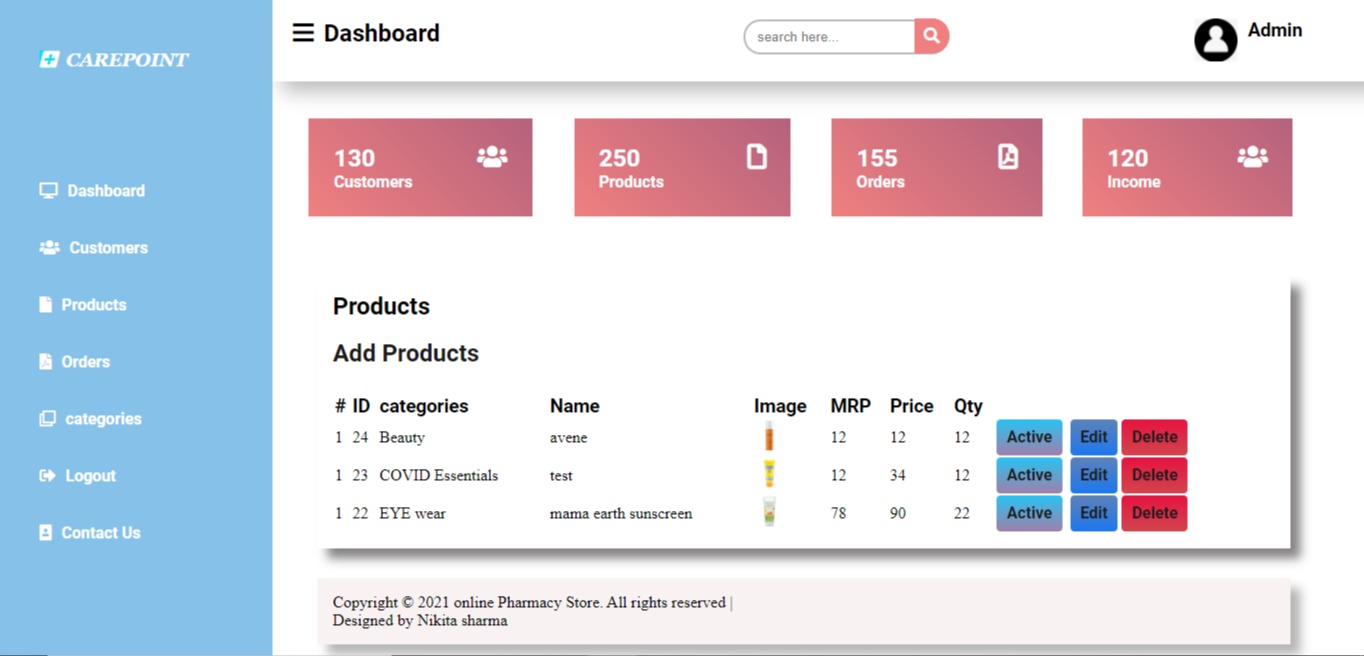 CAREPOINT
Dashboard
Customers
Products
Orders
categories
Logout
Contact Us
Dashboard
search here...
Admin
130
Customers
250
Products
155
Orders
120
Income
Products
Add Products
# ID categories Name Image MRP Price Qty
1 24 Beauty avene 12 12 12 Active Edit Delete
1 23 COVID Essentials test 12 34 12 Active Edit Delete
1 22 EYE wear mama earth sunscreen 78 90 22 Active Edit Delete
Copyright © 2021 online Pharmacy Store. All rights reserved |
Designed by Nikita sharma